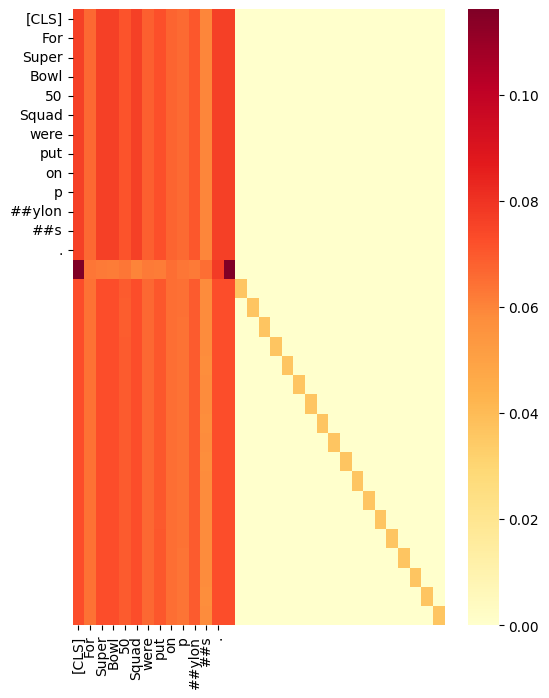 [CLS]
For
Super
Bowl
50
Squad
were
put
on
p
##ylon
##s
.
0.10
0.08
0.06
0.04
0.02
0.00
[CLS]
For
Super
Bowl
50
Squad
were
put
on
p
##ylon
##s
.